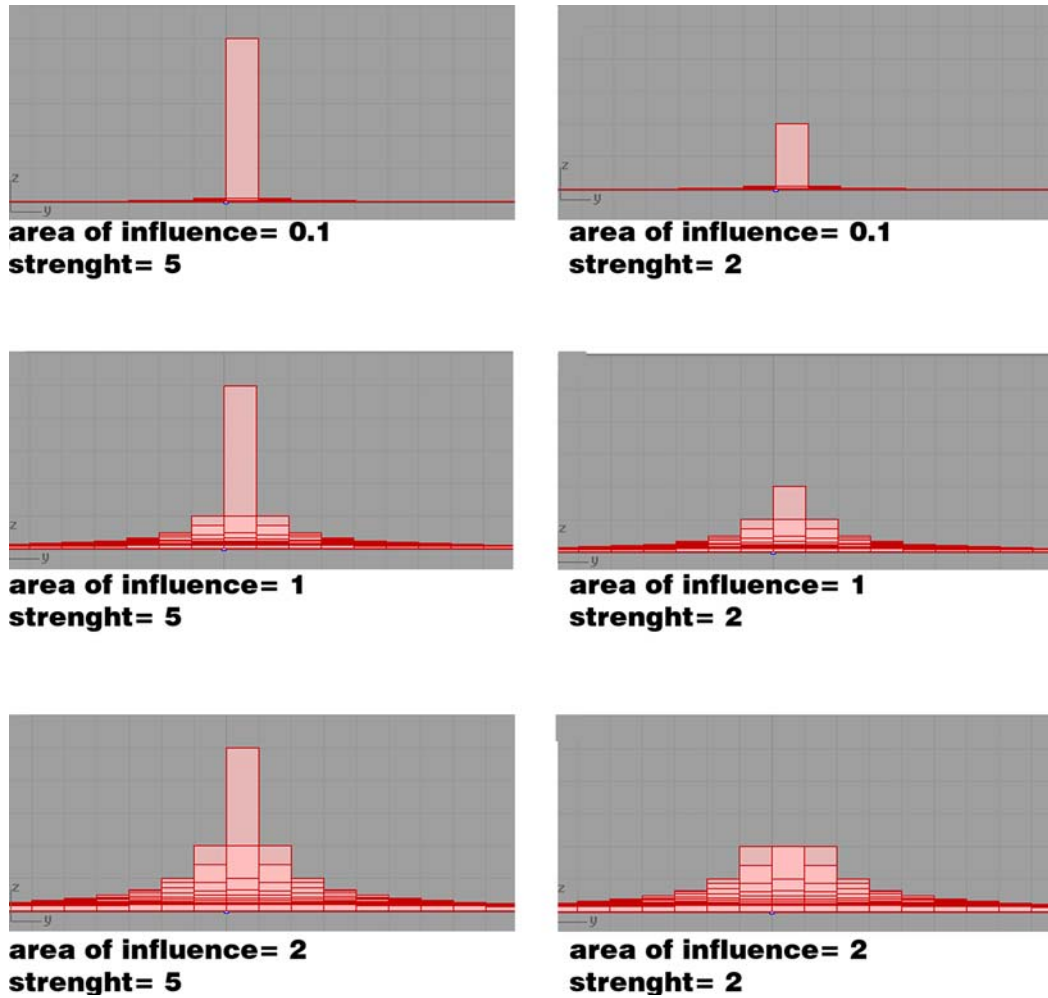 z
y
area of influence= 0.1
strenght= 5
z
y
area of influence= 0.1
strenght= 2
z
y
area of influence= 1
strenght= 5
z
y
area of influence= 1
strenght= 2
z
y
area of influence= 2
strenght= 5
z
y
area of influence= 2
strenght= 2